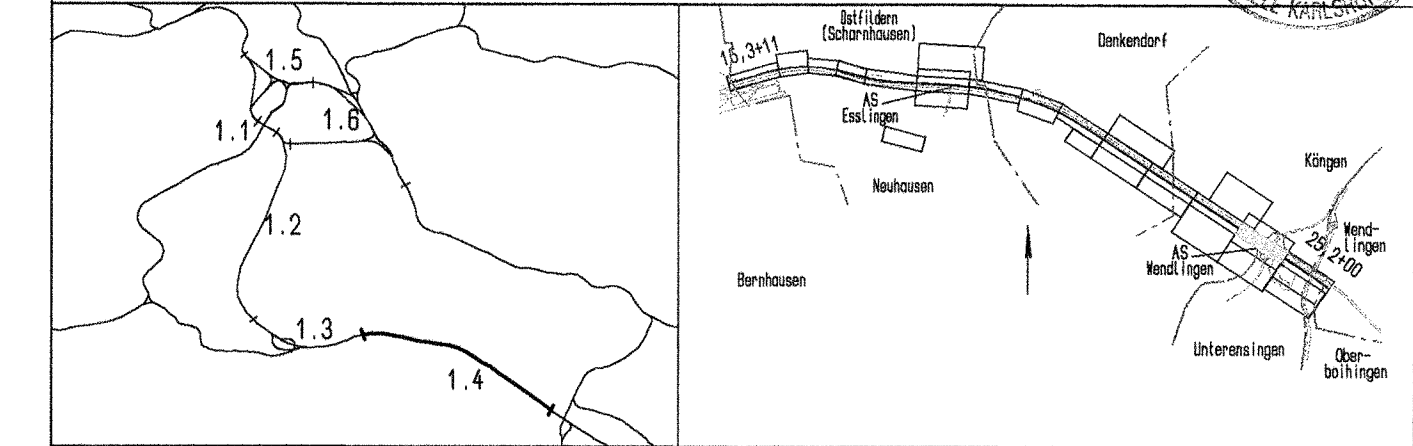 1.5
1.6
1.1
1.2
1.3
1.4
Ostfildern
(Scharnhausen)
Denkendorf
15,3+11
AS
Esslingen
Neuhausen
Köngen
Wend-
lingen
25,2+00
AS
Wendlingen
Bernhausen
Unterensingen
Ober-
boihingen